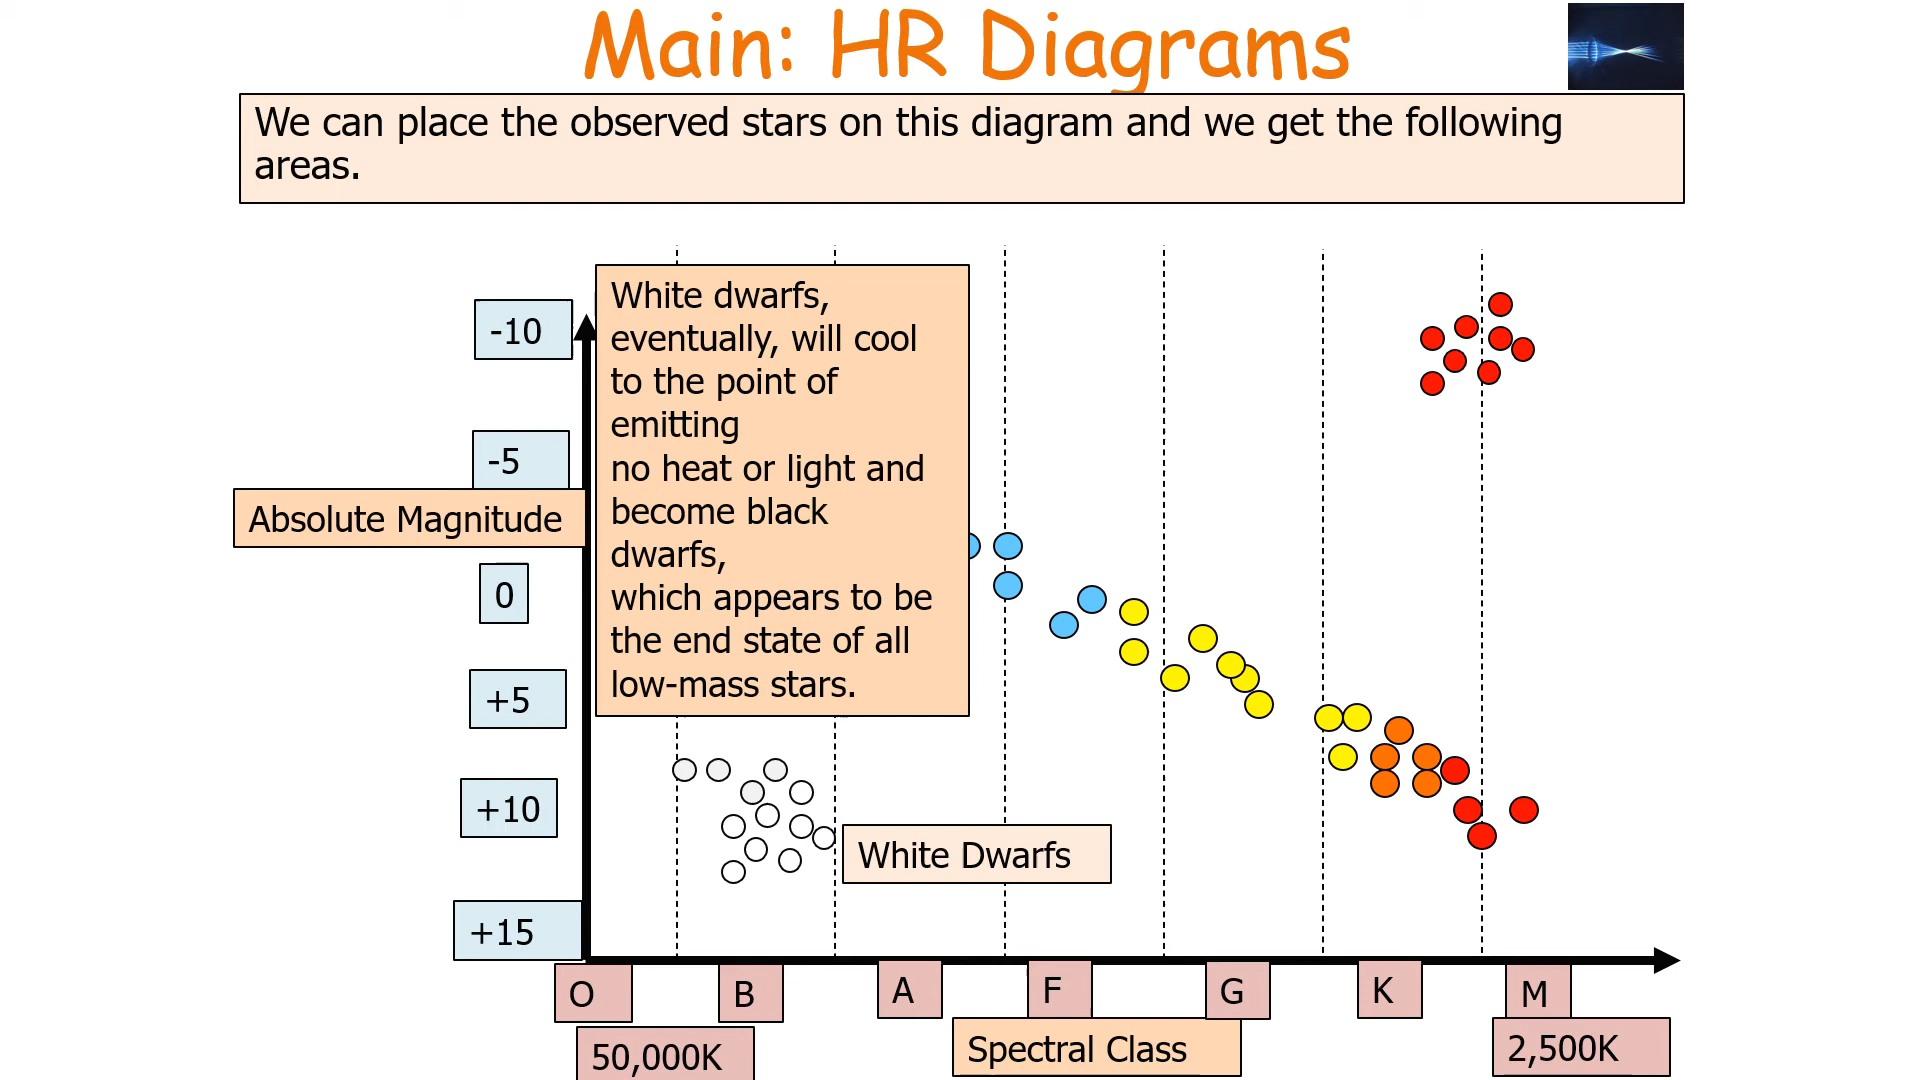 Main: HR Diagrams
We can place the observed stars on this diagram and we get the following
areas.
White dwarfs,
eventually, will cool
to the point of
emitting
no heat or light and
become black
dwarfs,
which appears to be
the end state of all
low-mass stars.
-10
-5
Absolute Magnitude
0
+5
+10
+15
White Dwarfs
O
B
A
F
G
K
M
50,000K
Spectral Class
2,500K